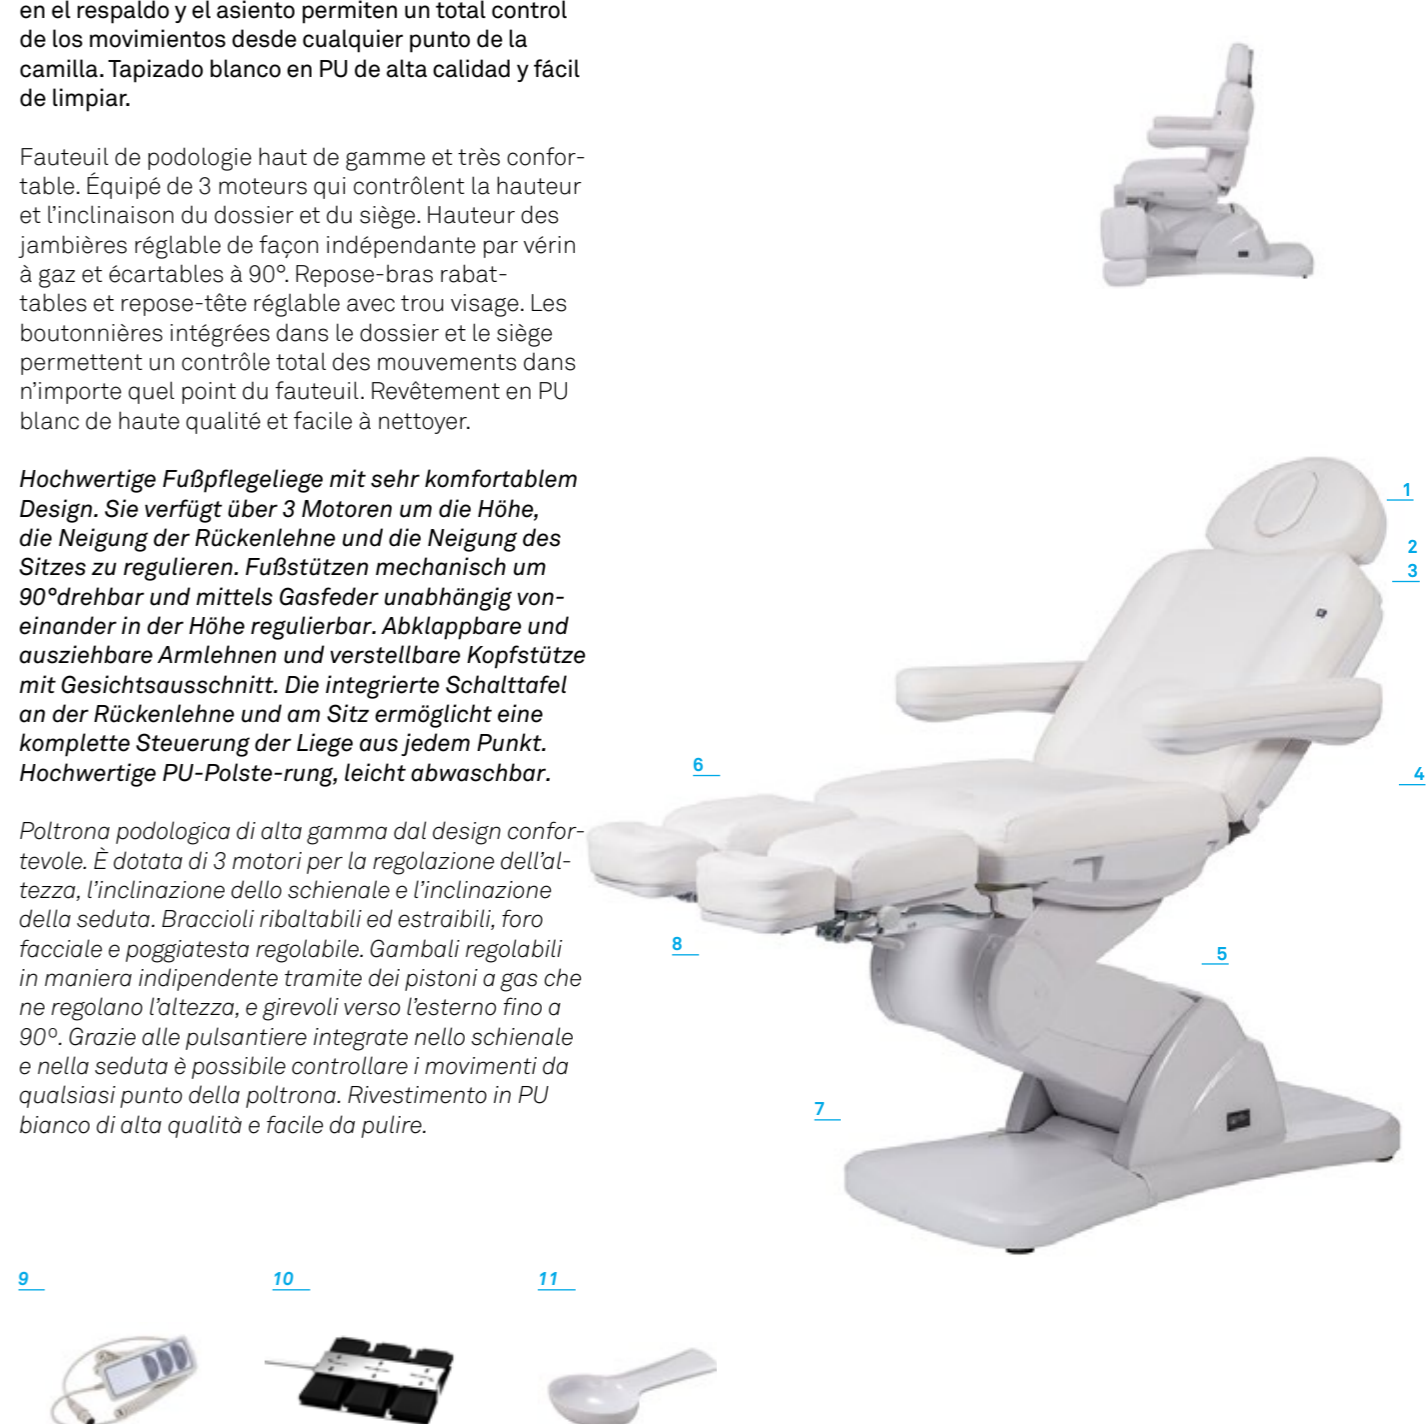 en el respaldo y el asiento permiten un total control
de los movimientos desde cualquier punto de la
camilla. Tapizado blanco en PU de alta calidad y fácil
de limpiar.
Fauteuil de podologie haut de gamme et très confor-
table. Équipé de 3 moteurs qui contrôlent la hauteur
et l’inclinaison du dossier et du siège. Hauteur des
jambières réglable de façon indépendante par vérin
à gaz et écartables à 90°. Repose-bras rabat-
tables et repose-tête réglable avec trou visage. Les
boutonnières intégrées dans le dossier et le siège
permettent un contrôle total des mouvements dans
n’importe quel point du fauteuil. Revêtement en PU
blanc de haute qualité et facile à nettoyer.
Hochwertige Fußpflegeliege mit sehr komfortablem
Design. Sie verfügt über 3 Motoren um die Höhe,
die Neigung der Rückenlehne und die Neigung des
Sitzes zu regulieren. Fußstützen mechanisch um
90°drehbar und mittels Gasfeder unabhängig von-
einander in der Höhe regulierbar. Abklappbare und
ausziehbare Armlehnen und verstellbare Kopfstütze
mit Gesichtsausschnitt. Die integrierte Schalttafel
an der Rückenlehne und am Sitz ermöglicht eine
komplette Steuerung der Liege aus jedem Punkt.
Hochwertige PU-Polste-rung, leicht abwaschbar.
Poltrona podologica di alta gamma dal design confor-
tevole. È dotata di 3 motori per la regolazione dell’al-
tezza, l’inclinazione dello schienale e l’inclinazione
della seduta. Braccioli ribaltabili ed estraibili, foro
facciale e poggiatesta regolabile. Gambali regolabili
in maniera indipendente tramite dei pistoni a gas che
ne regolano l’altezza, e girevoli verso l’esterno fino a
90º. Grazie alle pulsantiere integrate nello schienale
e nella seduta è possibile controllare i movimenti da
qualsiasi punto della poltrona. Rivestimento in PU
bianco di alta qualità e facile da pulire.
1
2
3
4
6
8
5
7
9
10
11